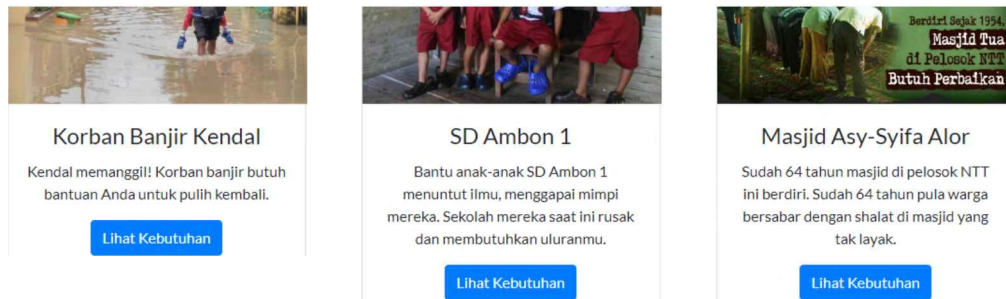 Berdiri Sejak 1954,
Masjid Tua
di Pelosok NTT
Butuh Perbaikan
Korban Banjir Kendal
Kendal memanggil! Korban banjir butuh
bantuan Anda untuk pulih kembali.
Lihat Kebutuhan
SD Ambon 1
Bantu anak-anak SD Ambon 1
menuntut ilmu, menggapai mimpi
mereka. Sekolah mereka saat ini rusak
dan membutuhkan uluranmu.
Lihat Kebutuhan
Masjid Asy-Syifa Alor
Sudah 64 tahun masjid di pelosok NTT
ini berdiri. Sudah 64 tahun pula warga
bersabar dengan shalat di masjid yang
tak layak.
Lihat Kebutuhan